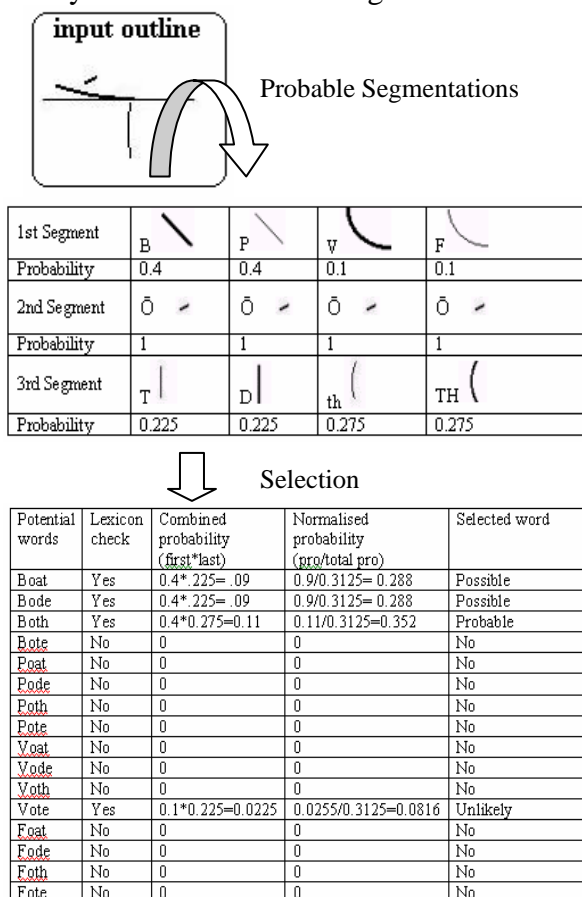 input outline
Probable Segmentations
1st Segment B P V F
Probability 0.4 0.4 0.1 0.1
2nd Segment Ō Ō Ō Ō
Probability 1 1 1 1
3rd Segment T D th TH
Probability 0.225 0.225 0.275 0.275
Selection
Potential Lexicon Combined Normalised Selected word
words check probability probability
(first*last) (pro/total pro)
Boat Yes 0.4*.225= .09 0.9/0.3125= 0.288 Possible
Bode Yes 0.4*.225= .09 0.9/0.3125= 0.288 Possible
Both Yes 0.4*0.275=0.11 0.11/0.3125=0.352 Probable
Bote No 0 0 No
Poat No 0 0 No
Pode No 0 0 No
Poth No 0 0 No
Pote No 0 0 No
Voat No 0 0 No
Vode No 0 0 No
Voth No 0 0 No
Vote Yes 0.1*0.225=0.0225 0.0255/0.3125=0.0816 Unlikely
Foat No 0 0 No
Fode No 0 0 No
Foth No 0 0 No
Fote No 0 0 No